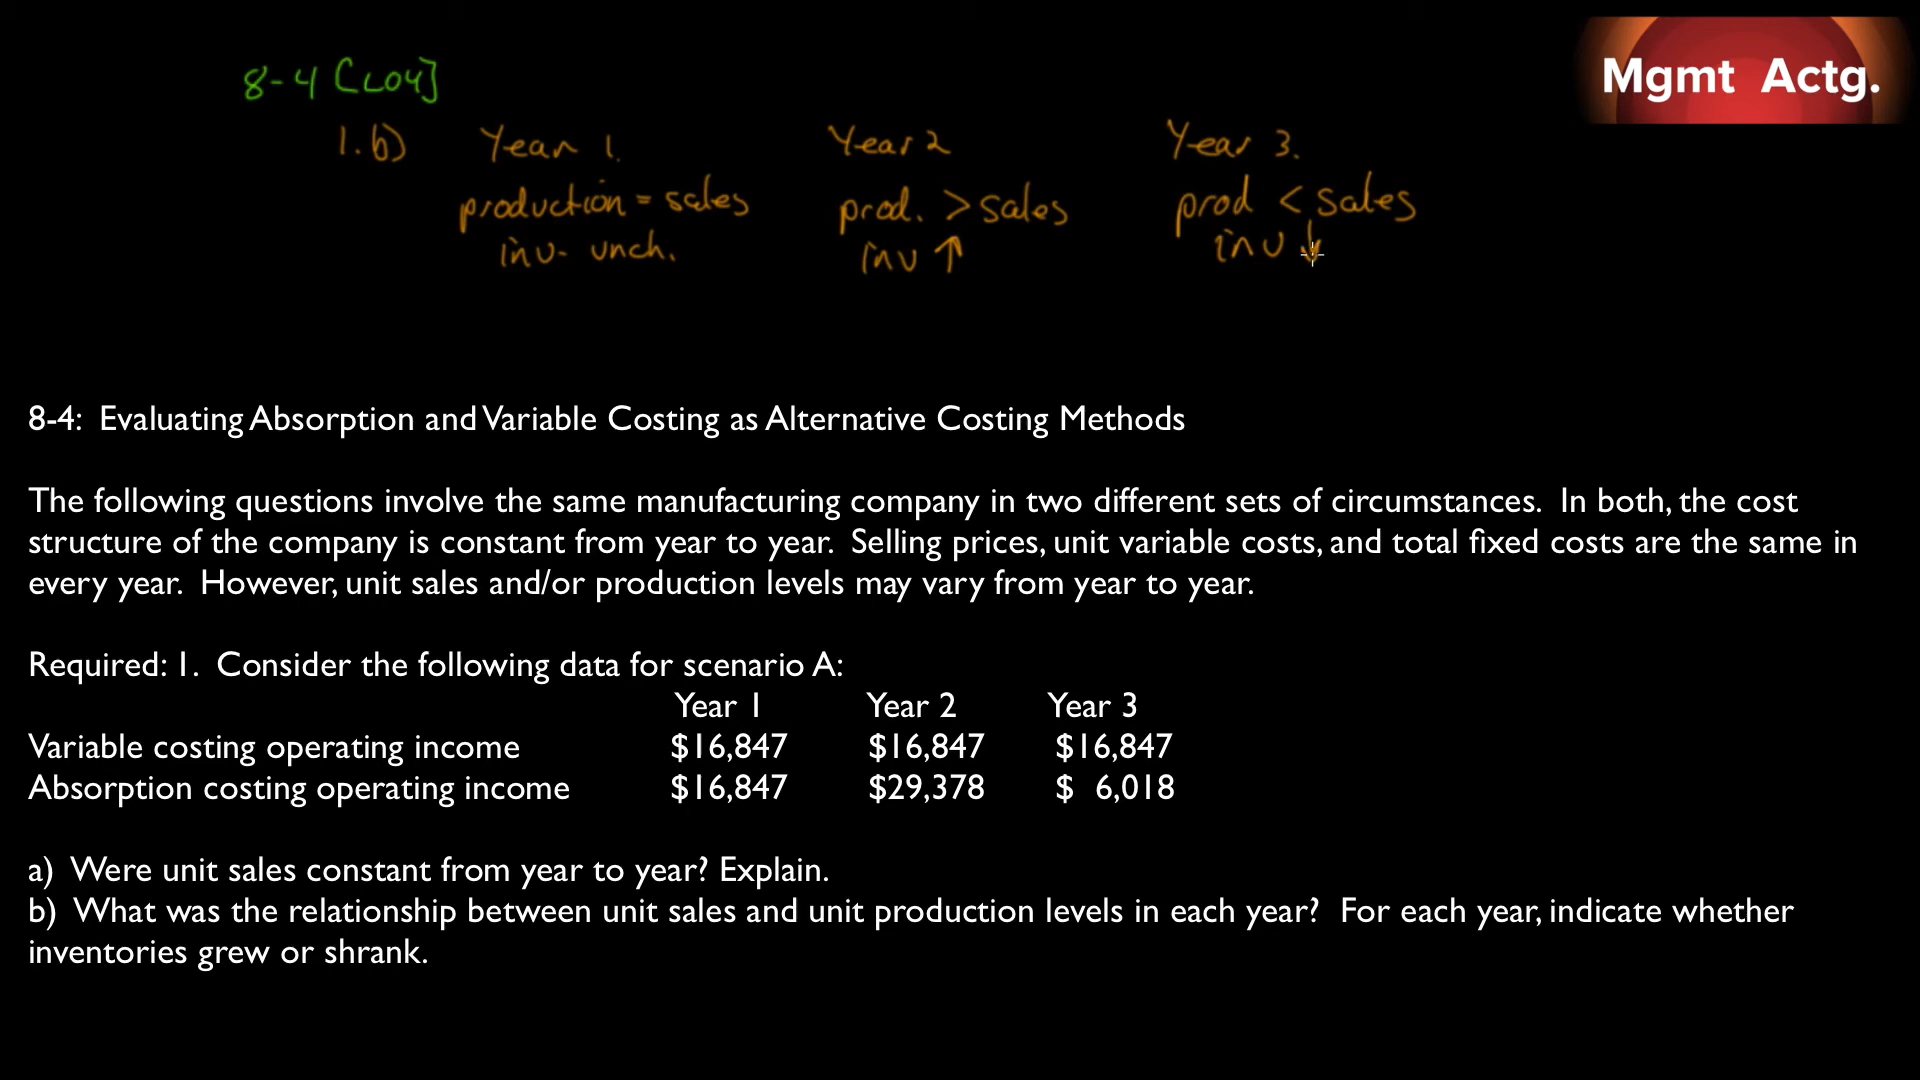 Mgmt Actg.
8-4 [LO4]
1.b) Year 1. Year 2 Year 3.
production = sales prod. > sales prod < sales
inv. unch. inv ↑ inv ↓
8-4: Evaluating Absorption and Variable Costing as Alternative Costing Methods
The following questions involve the same manufacturing company in two different sets of circumstances. In both, the cost
structure of the company is constant from year to year. Selling prices, unit variable costs, and total fixed costs are the same in
every year. However, unit sales and/or production levels may vary from year to year.
Required: 1. Consider the following data for scenario A:
Year 1 Year 2 Year 3
Variable costing operating income $16,847 $16,847 $16,847
Absorption costing operating income $16,847 $29,378 $ 6,018
a) Were unit sales constant from year to year? Explain.
b) What was the relationship between unit sales and unit production levels in each year? For each year, indicate whether
inventories grew or shrank.